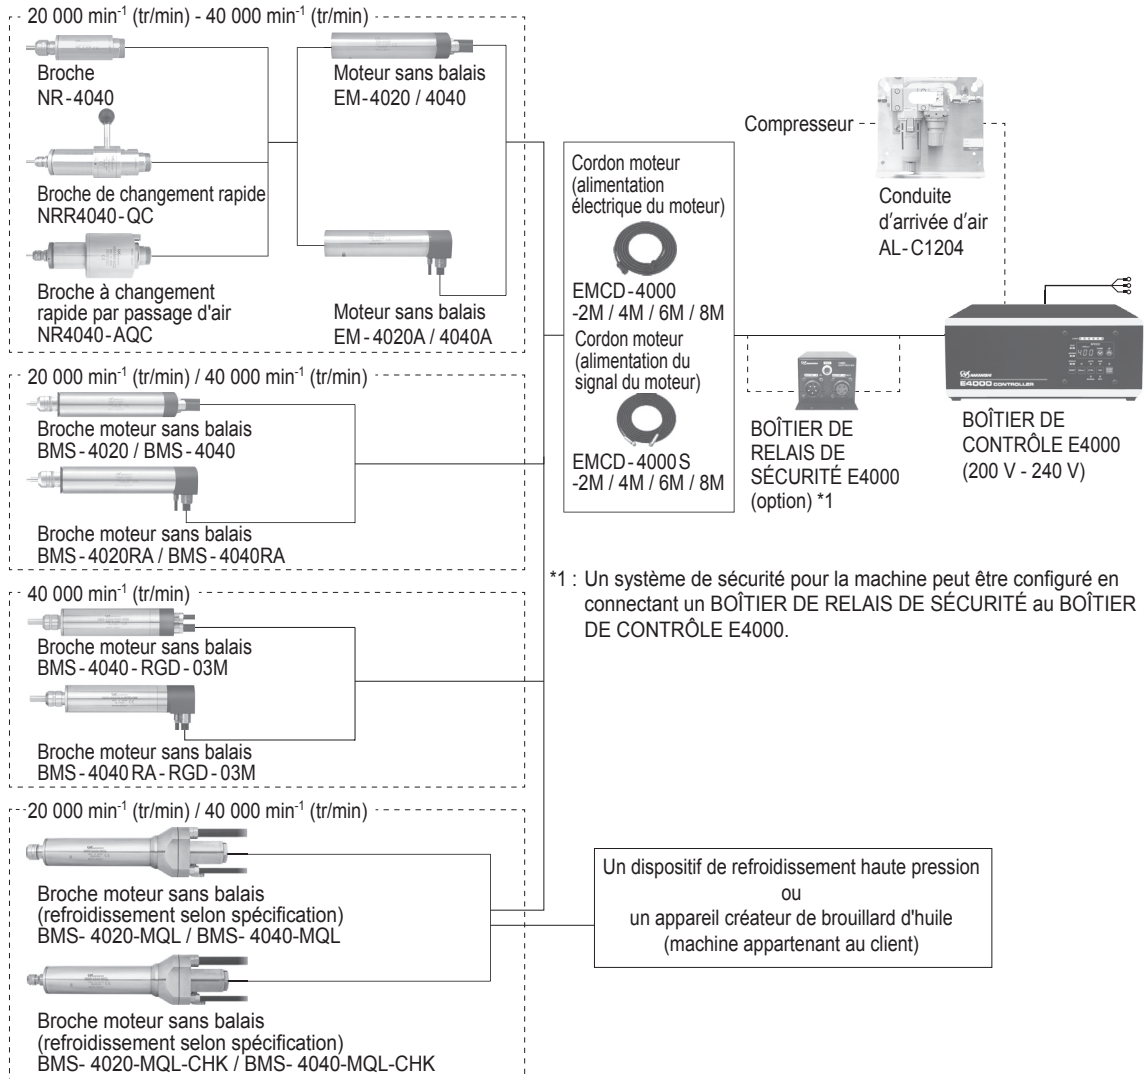 20 000 min-1 (tr/min) - 40 000 min-1 (tr/min)
Broche
NR-4040
Broche de changement rapide
NRR4040-QC
Broche à changement
rapide par passage d'air
NR4040-AQC
Moteur sans balais
EM-4020 / 4040
Moteur sans balais
EM-4020A / 4040A
20 000 min-1 (tr/min) / 40 000 min-1 (tr/min)
Broche moteur sans balais
BMS-4020 / BMS-4040
Broche moteur sans balais
BMS-4020RA / BMS-4040RA
40 000 min-1 (tr/min)
Broche moteur sans balais
BMS-4040-RGD-03M
Broche moteur sans balais
BMS-4040RA-RGD-03M
20 000 min-1 (tr/min) / 40 000 min-1 (tr/min)
Broche moteur sans balais
(refroidissement selon spécification)
BMS- 4020-MQL / BMS- 4040-MQL
Broche moteur sans balais
(refroidissement selon spécification)
BMS- 4020-MQL-CHK / BMS- 4040-MQL-CHK
Cordon moteur
(alimentation
électrique du moteur)
EMCD-4000
-2M / 4M / 6M / 8M
Cordon moteur
(alimentation du
signal du moteur)
EMCD-4000S
-2M / 4M / 6M / 8M
Compresseur
Conduite
d'arrivée d'air
AL-C1204
BOÎTIER DE
RELAIS DE
SÉCURITÉ E4000
(option) *1
NAKANISHI
E4000 CONTROLLER
400
BOÎTIER DE
CONTRÔLE E4000
(200 V - 240 V)
*1 : Un système de sécurité pour la machine peut être configuré en
connectant un BOÎTIER DE RELAIS DE SÉCURITÉ au BOÎTIER
DE CONTRÔLE E4000.
Un dispositif de refroidissement haute pression
ou
un appareil créateur de brouillard d'huile
(machine appartenant au client)